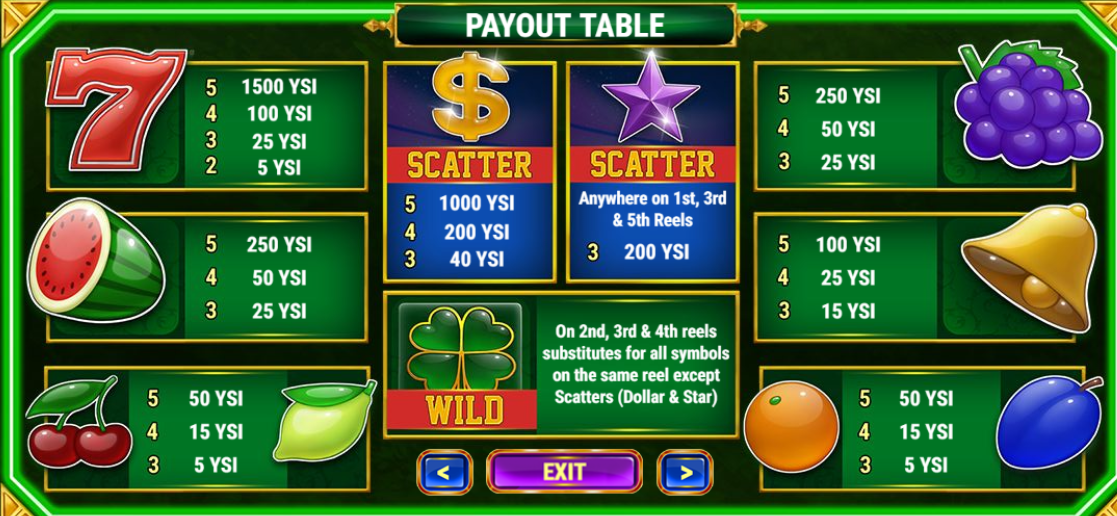 PAYOUT TABLE
5 1500 YSI
4 100 YSI
3 25 YSI
2 5 YSI
SCATTER
5 1000 YSI
4 200 YSI
3 40 YSI
SCATTER
Anywhere on 1st, 3rd
& 5th Reels
3 200 YSI
5 250 YSI
4 50 YSI
3 25 YSI
5 250 YSI
4 50 YSI
3 25 YSI
WILD
On 2nd, 3rd & 4th reels
substitutes for all symbols
on the same reel except
Scatters (Dollar & Star)
5 100 YSI
4 25 YSI
3 15 YSI
5 50 YSI
4 15 YSI
3 5 YSI
5 50 YSI
4 15 YSI
3 5 YSI
< EXIT >